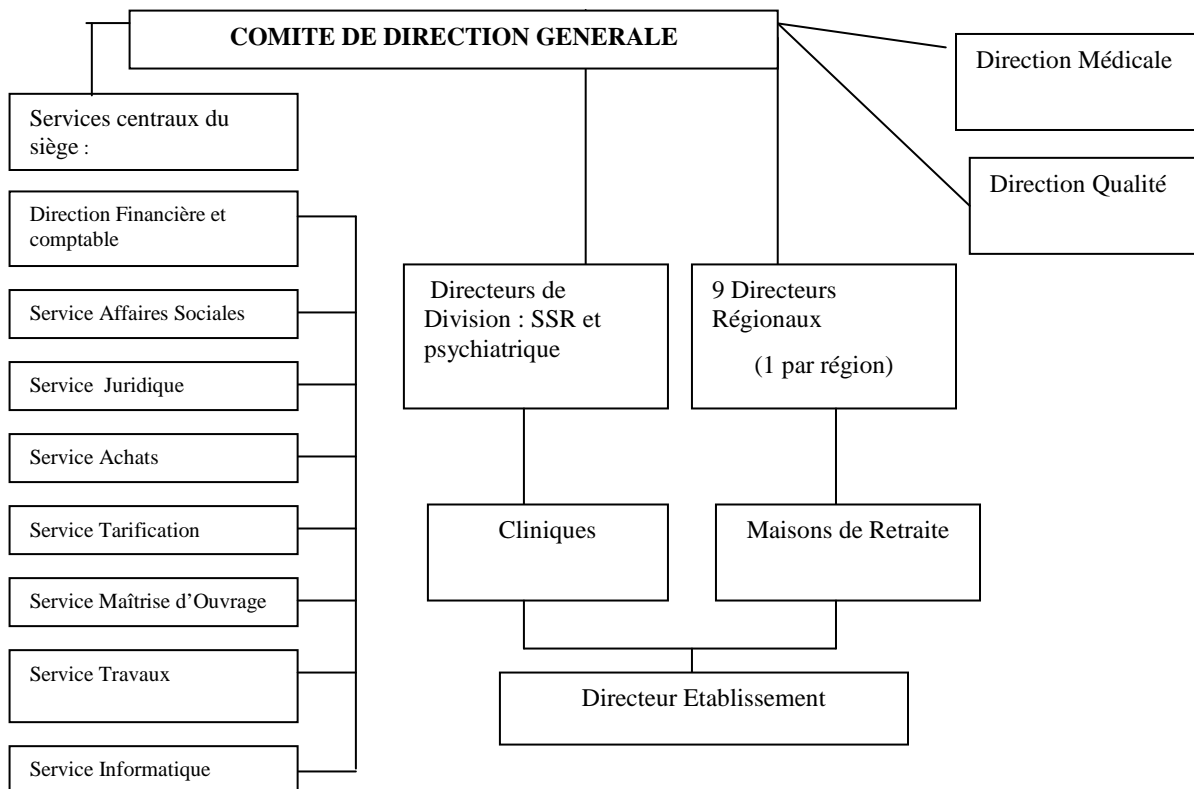 COMITE DE DIRECTION GENERALE
Direction Médicale
Services centraux du
siège :
Direction Qualité
Direction Financière et
comptable
Directeurs de
Division : SSR et
psychiatrique
9 Directeurs
Régionaux
(1 par région)
Service Affaires Sociales
Service Juridique
Service Achats
Service Tarification
Cliniques
Maisons de Retraite
Service Maîtrise d’Ouvrage
Service Travaux
Directeur Etablissement
Service Informatique